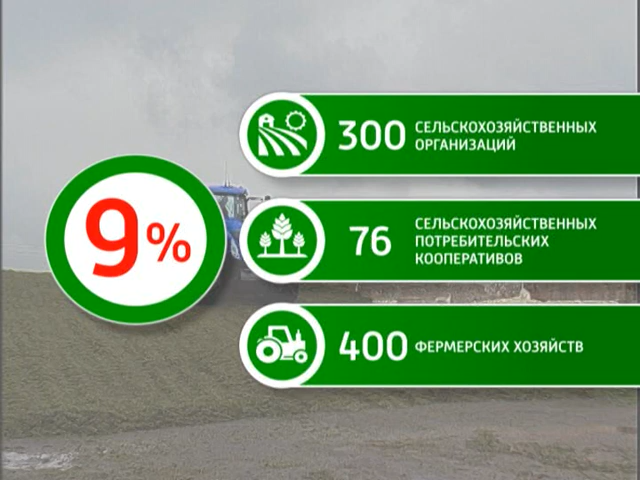 9%
300 СЕЛЬСКОХОЗЯЙСТВЕННЫХ
ОРГАНИЗАЦИЙ
76 СЕЛЬСКОХОЗЯЙСТВЕННЫХ
ПОТРЕБИТЕЛЬСКИХ
КООПЕРАТИВОВ
400 ФЕРМЕРСКИХ ХОЗЯЙСТВ